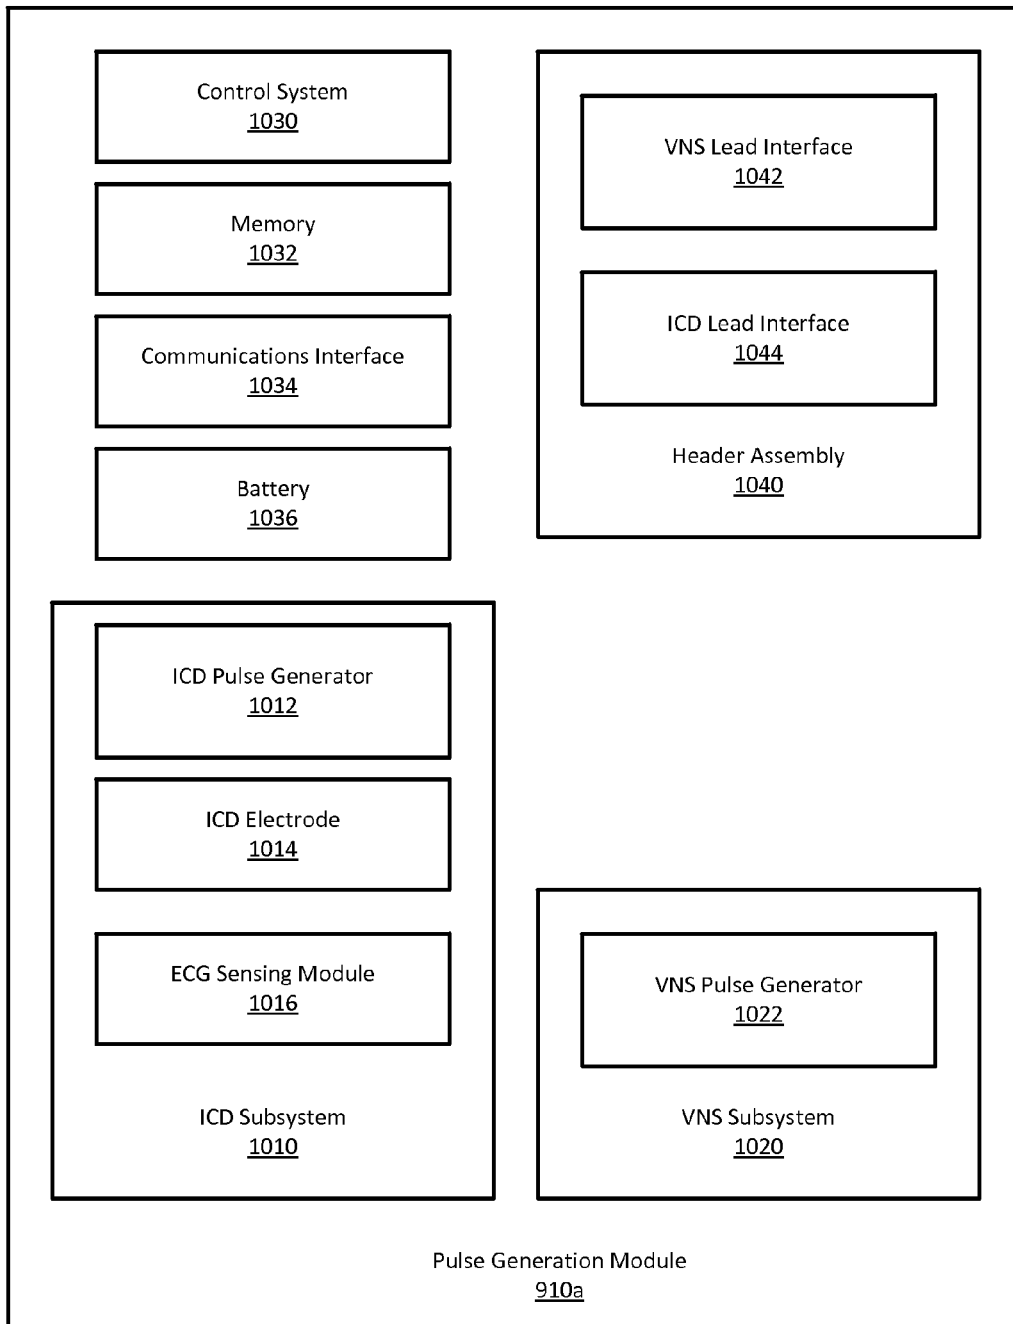 Control System
1030
Memory
1032
Communications Interface
1034
Battery
1036
VNS Lead Interface
1042
ICD Lead Interface
1044
Header Assembly
1040
ICD Pulse Generator
1012
ICD Electrode
1014
ECG Sensing Module
1016
ICD Subsystem
1010
VNS Pulse Generator
1022
VNS Subsystem
1020
Pulse Generation Module
910a